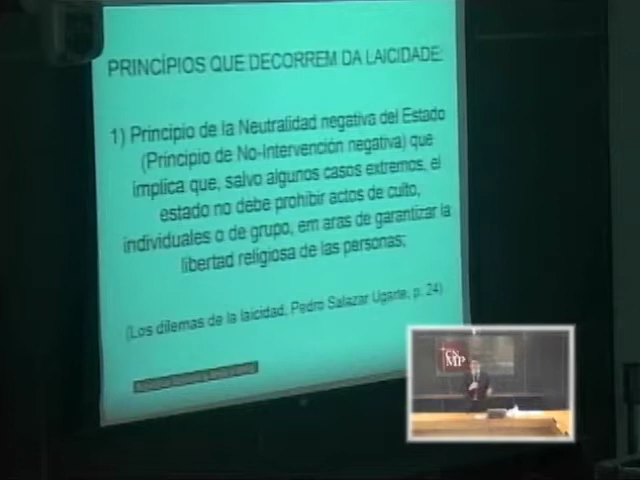 PRINCÍPIOS QUE DECORREM DA LAICIDADE:
1) Principio de la Neutralidad negativa del Estado
(Principio de No-Intervención negativa) que
implica que, salvo algunos casos extremos, el
estado no debe prohibir actos de culto,
individuales o de grupo, em aras de garantizar la
libertad religiosa de las personas;
(Los dilemas de la laicidad, Pedro Salazar Ugarte, p. 24)
CN
MP